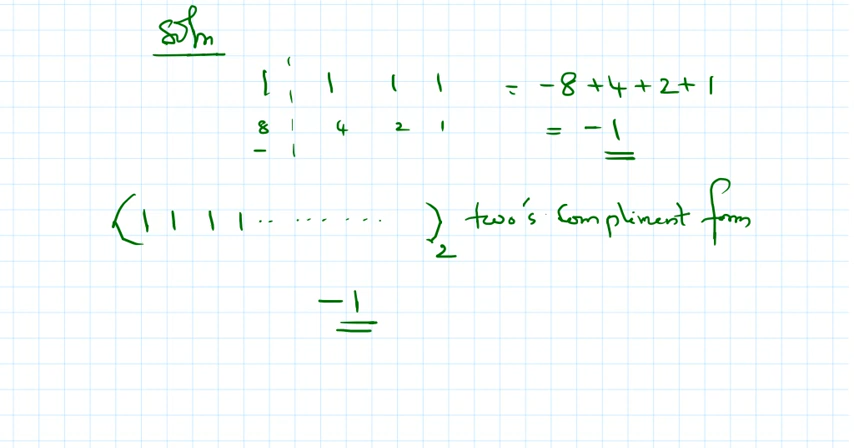 Soln
1 1 1 1 = -8+4+2+1
8 4 2 1 = -1
-
(1 1 1 1 .........)2 two's compliment form
-1